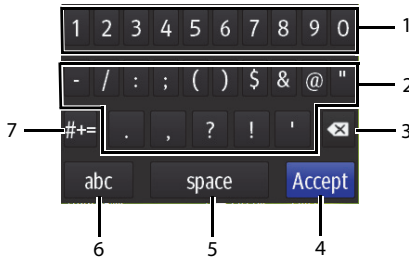 1 2 3 4 5 6 7 8 9 0 1
- / : ; ( ) $ & @ " 2
7 #+= . , ? ! ' 3
abc space Accept
6 5 4